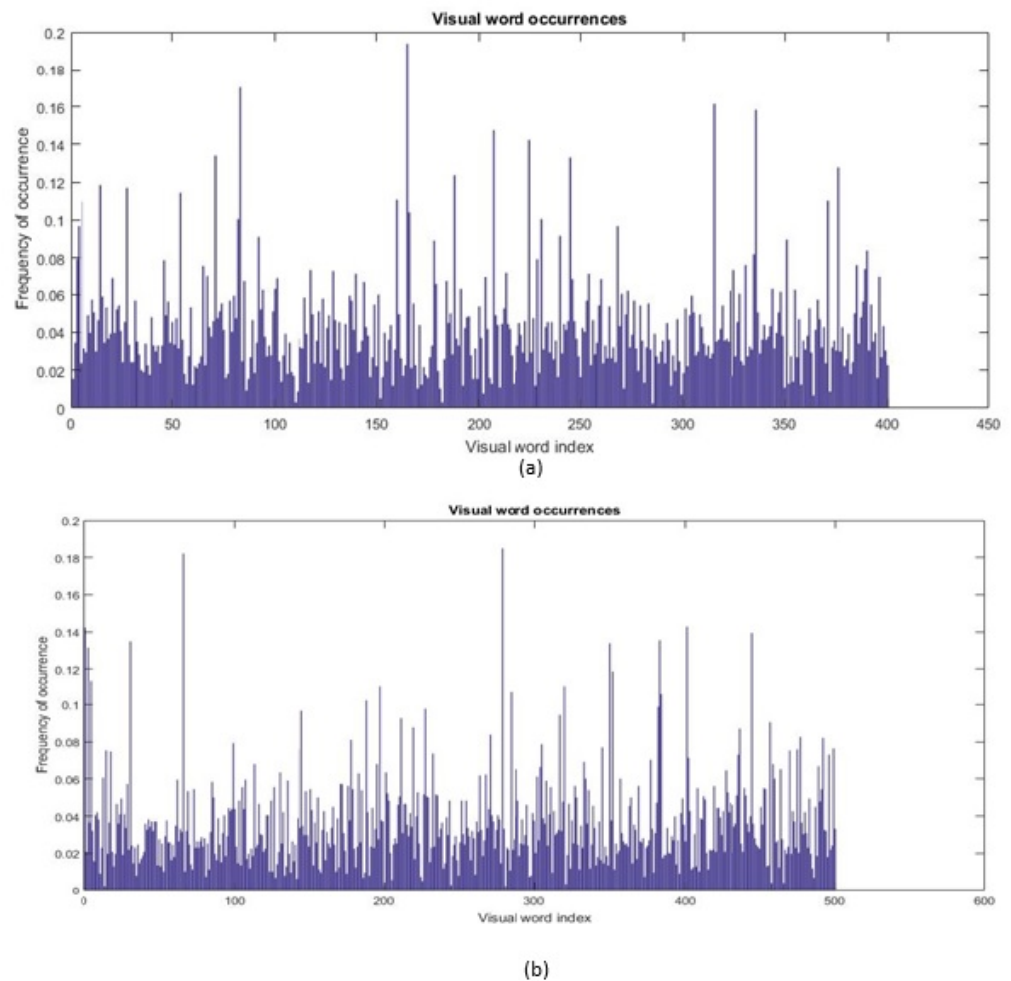 Visual word occurrences
0.2
0.18
0.16
0.14
0.12
0.1
0.08
0.06
0.04
0.02
0
Frequency of occurrence
0 50 100 150 200 250 300 350 400 450
Visual word index
(a)
Visual word occurrences
0.2
0.18
0.16
0.14
0.12
0.1
0.08
0.06
0.04
0.02
0
Frequency of occurrence
0 100 200 300 400 500 600
Visual word index
(b)